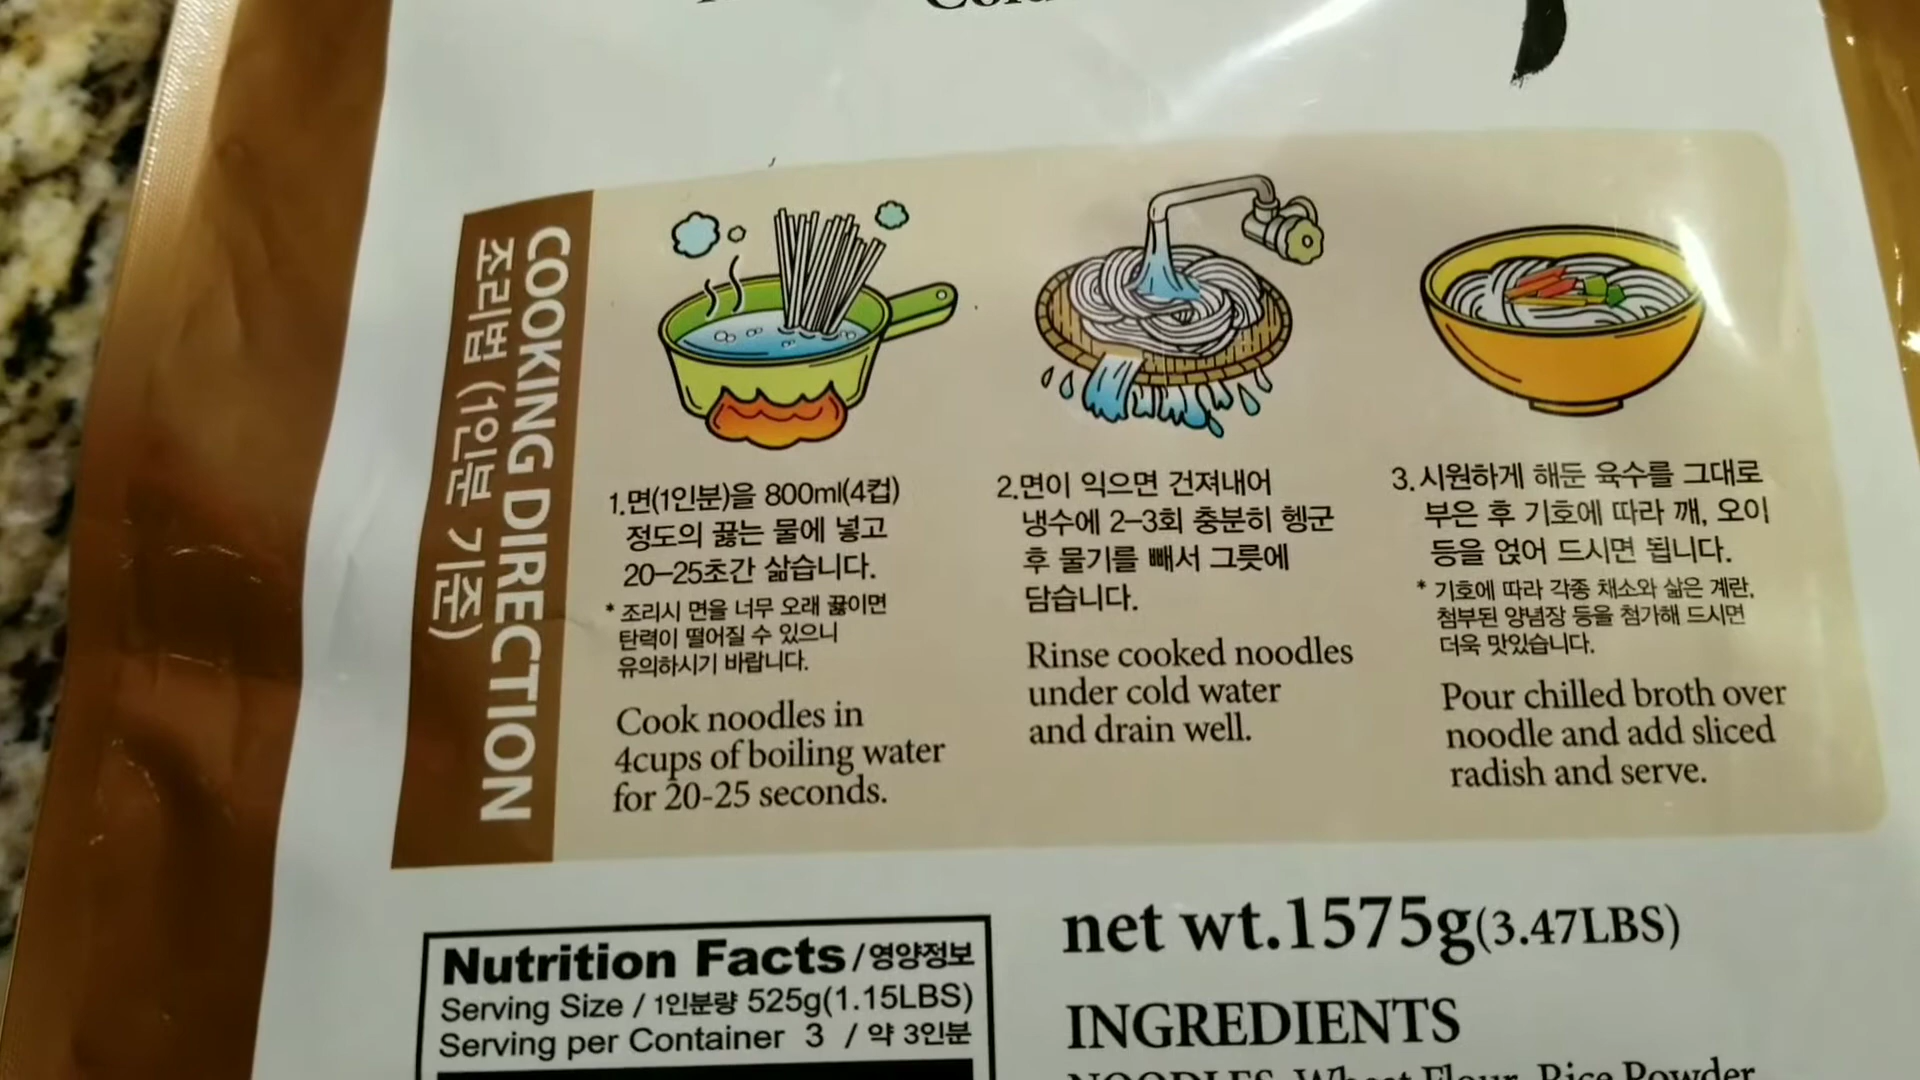 COOKING DIRECTION
조리법 (1인분 기준)
1.면(1인분)을 800ml(4컵)
정도의 끓는 물에 넣고
20–25초간 삶습니다.
* 조리시 면을 너무 오래 끓이면
탄력이 떨어질 수 있으니
유의하시기 바랍니다.
Cook noodles in
4cups of boiling water
for 20-25 seconds.
2.면이 익으면 건져내어
냉수에 2–3회 충분히 헹군
후 물기를 빼서 그릇에
담습니다.
Rinse cooked noodles
under cold water
and drain well.
3.시원하게 해둔 육수를 그대로
부은 후 기호에 따라 깨, 오이
등을 얹어 드시면 됩니다.
* 기호에 따라 각종 채소와 삶은 계란,
첨부된 양념장 등을 첨가해 드시면
더욱 맛있습니다.
Pour chilled broth over
noodle and add sliced
radish and serve.
Nutrition Facts / 영양정보
Serving Size / 1인분량 525g(1.15LBS)
Serving per Container 3 / 약 3인분
net wt.1575g(3.47LBS)
INGREDIENTS
NOODLES, Wheat Flour, Rice Powder